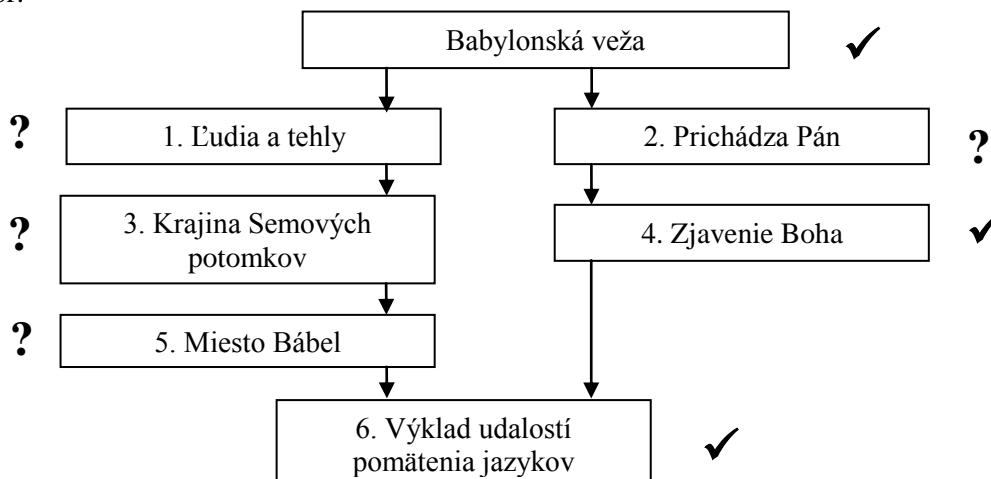 Babylonská veža
?
1. Ľudia a tehly
2. Prichádza Pán
?
?
3. Krajina Semových
potomkov
4. Zjavenie Boha
?
5. Miesto Bábel
6. Výklad udalostí
pomätenia jazykov